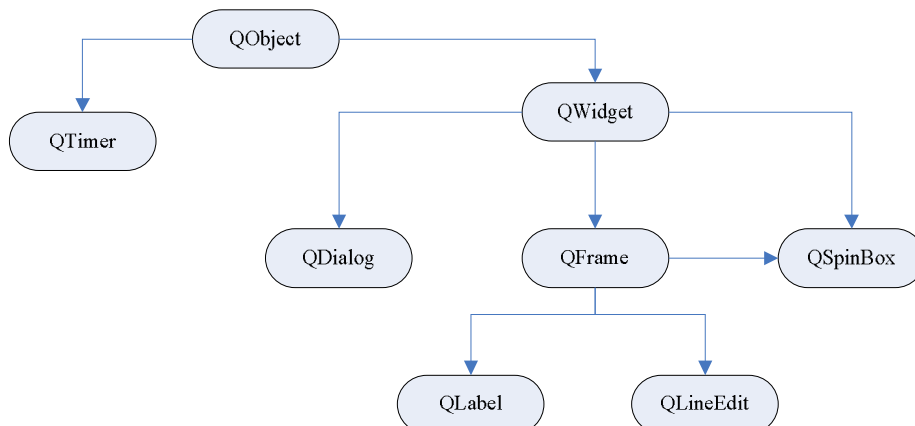 QObject
QTimer
QWidget
QDialog
QFrame
QSpinBox
QLabel
QLineEdit